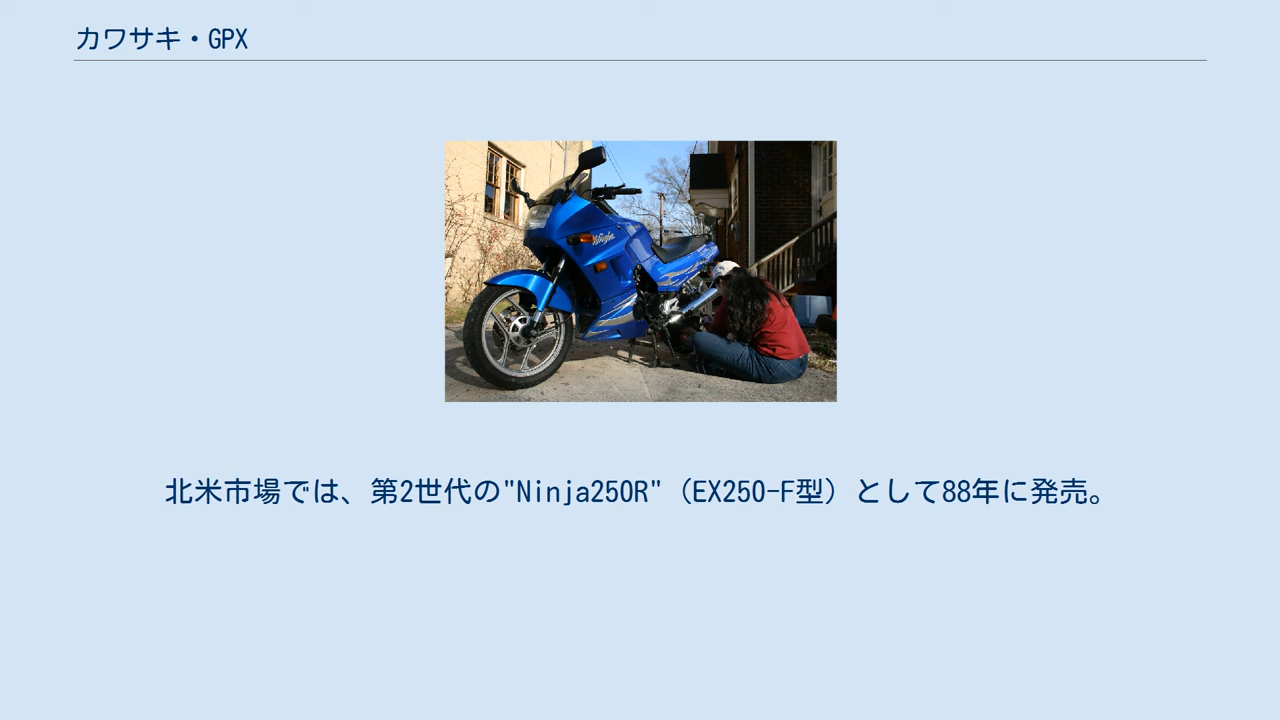 カワサキ・GPX
Ninja
北米市場では、第2世代の"Ninja250R"（EX250-F型）として88年に発売。